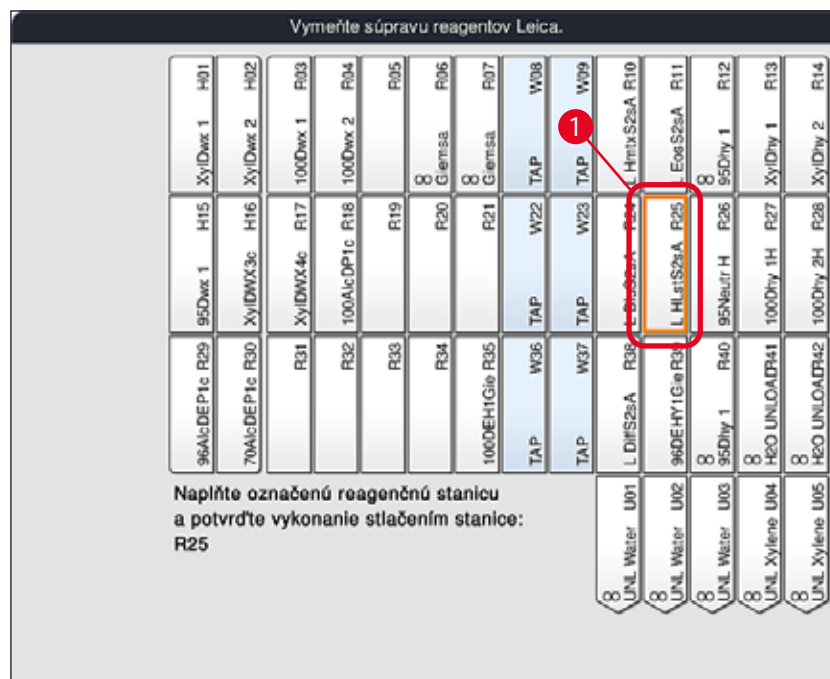 Vymeňte súpravu reagentov Leica.
XylDwx 1 H01
XylDwx 2 H02
100Dwx 1 R03
100Dwx 2 R04
R05
∞ Giemsa R06
∞ Giemsa R07
TAP W08
TAP W09
L HmtxS2sA R10
L EosS2sA R11
∞ 95Dhy 1 R12
XylDhy 1 R13
XylDhy 2 R14
1
95Dwx 1 H15
XylDWX3c H16
XylDWX4c R17
100AlcDP1c R18
R19
R20
R21
TAP W22
TAP W23
L R24
L HLstS2sA R25
95Neutr H R26
100Dhy 1H R27
100Dhy 2H R28
96AlcDEP1c R29
70AlcDEP1c R30
R31
R32
R33
R34
100DEH1Gie R35
TAP W36
TAP W37
L DiffS2sA R38
96DEHY1Gie R39
∞ 95Dhy 1 R40
∞ H2O UNLOADR41
∞ H2O UNLOADR42
Naplňte označenú reagenčnú stanicu
a potvrďte vykonanie stlačením stanice:
R25
∞ UNL Water U01
∞ UNL Water U02
∞ UNL Water U03
∞ UNL Xylene U04
∞ UNL Xylene U05